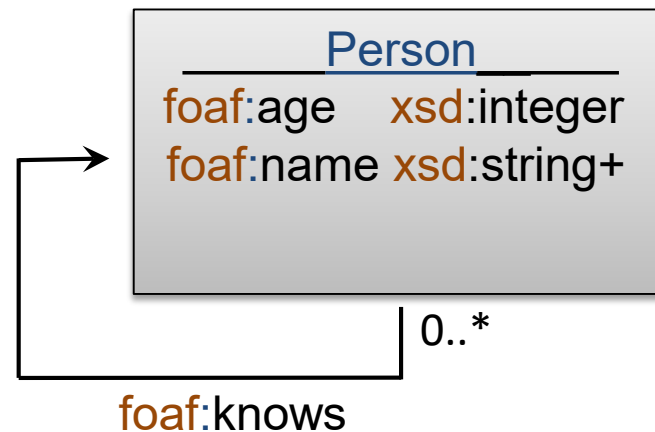 Person
foaf:age xsd:integer
foaf:name xsd:string+
0..*
foaf:knows